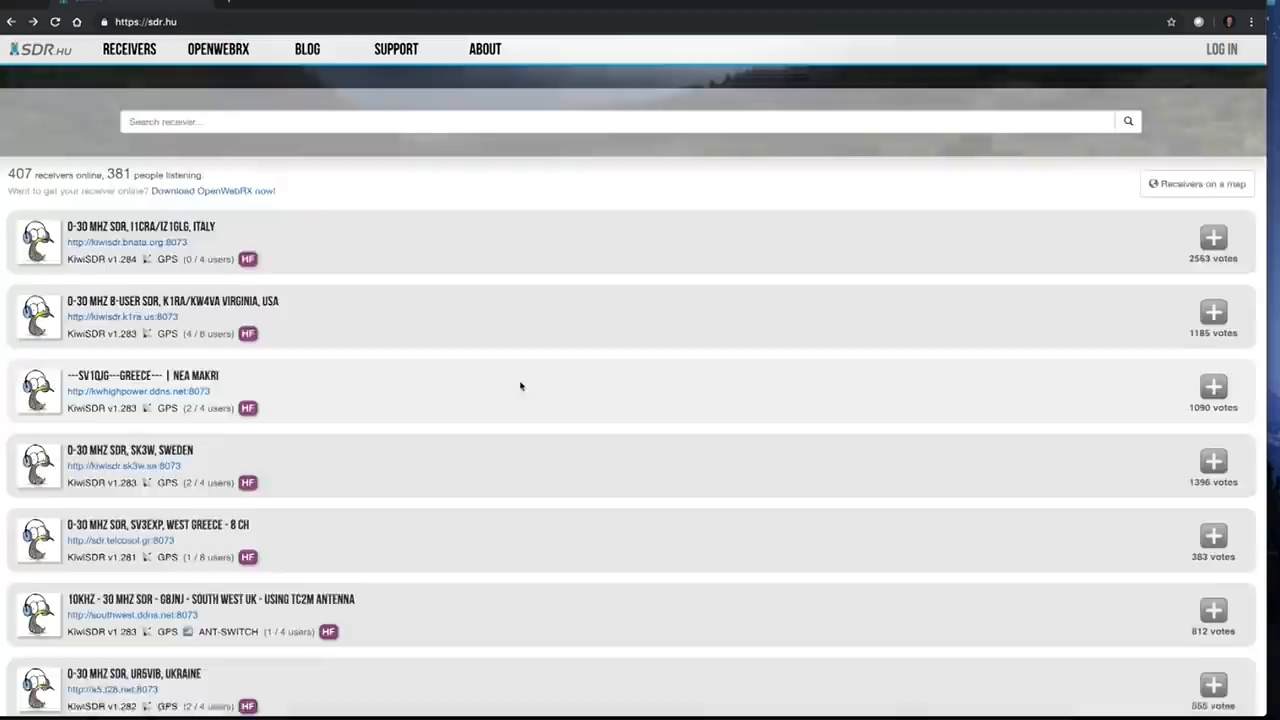 https://sdr.hu
SDR.HU RECEIVERS OPENWEBRX BLOG SUPPORT ABOUT LOG IN
Search receiver...
407 receivers online, 381 people listening.
Want to get your receiver online? Download OpenWebRX now!
Receivers on a map
0-30 MHZ SDR, I1CRA/IZ1GLG, ITALY
http://kiwisdr.bnata.org:8073
KiwiSDR v1.284 GPS (0 / 4 users) HF
2563 votes
0-30 MHZ 8-USER SDR, K1RA/KW4VA VIRGINIA, USA
http://kiwisdr.k1ra.us:8073
KiwiSDR v1.283 GPS (4 / 8 users) HF
1185 votes
---SV1QJG---GREECE--- | NEA MAKRI
http://kwhighpower.ddns.net:8073
KiwiSDR v1.283 GPS (2 / 4 users) HF
1090 votes
0-30 MHZ SDR, SK3W, SWEDEN
http://kiwisdr.sk3w.se:8073
KiwiSDR v1.283 GPS (2 / 4 users) HF
1396 votes
0-30 MHZ SDR, SV3EXP, WEST GREECE - 8 CH
http://sdr.telcosol.gr:8073
KiwiSDR v1.281 GPS (1 / 8 users) HF
383 votes
10KHZ - 30 MHZ SDR - G8JNJ - SOUTH WEST UK - USING TC2M ANTENNA
http://southwest.ddns.net:8073
KiwiSDR v1.283 GPS ANT-SWITCH (1 / 4 users) HF
812 votes
0-30 MHZ SDR, UR5VIB, UKRAINE
KiwiSDR v1.282 GPS (2 / 4 users) HF
votes